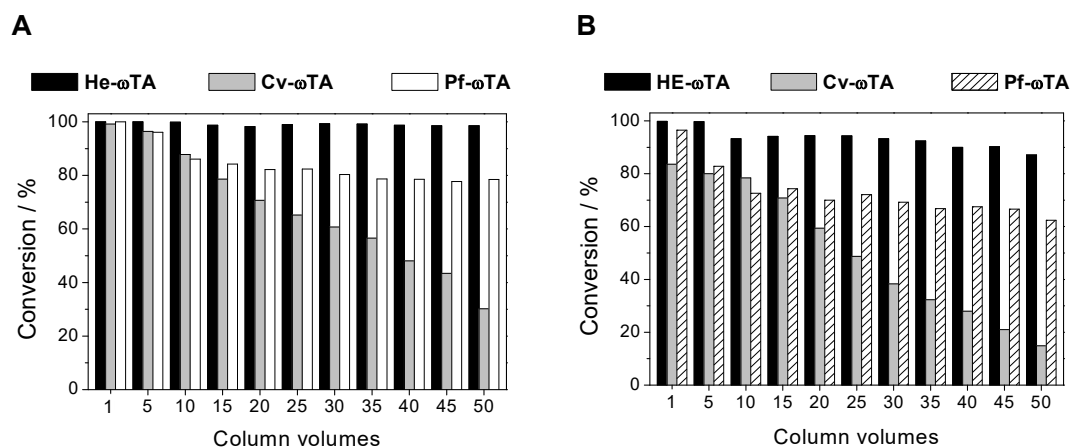 A
He-ωTA Cv-ωTA Pf-ωTA
100
80
60
40
20
0
Conversion / %
1 5 10 15 20 25 30 35 40 45 50
Column volumes
B
HE-ωTA Cv-ωTA Pf-ωTA
100
80
60
40
20
0
Conversion / %
1 5 10 15 20 25 30 35 40 45 50
Column volumes